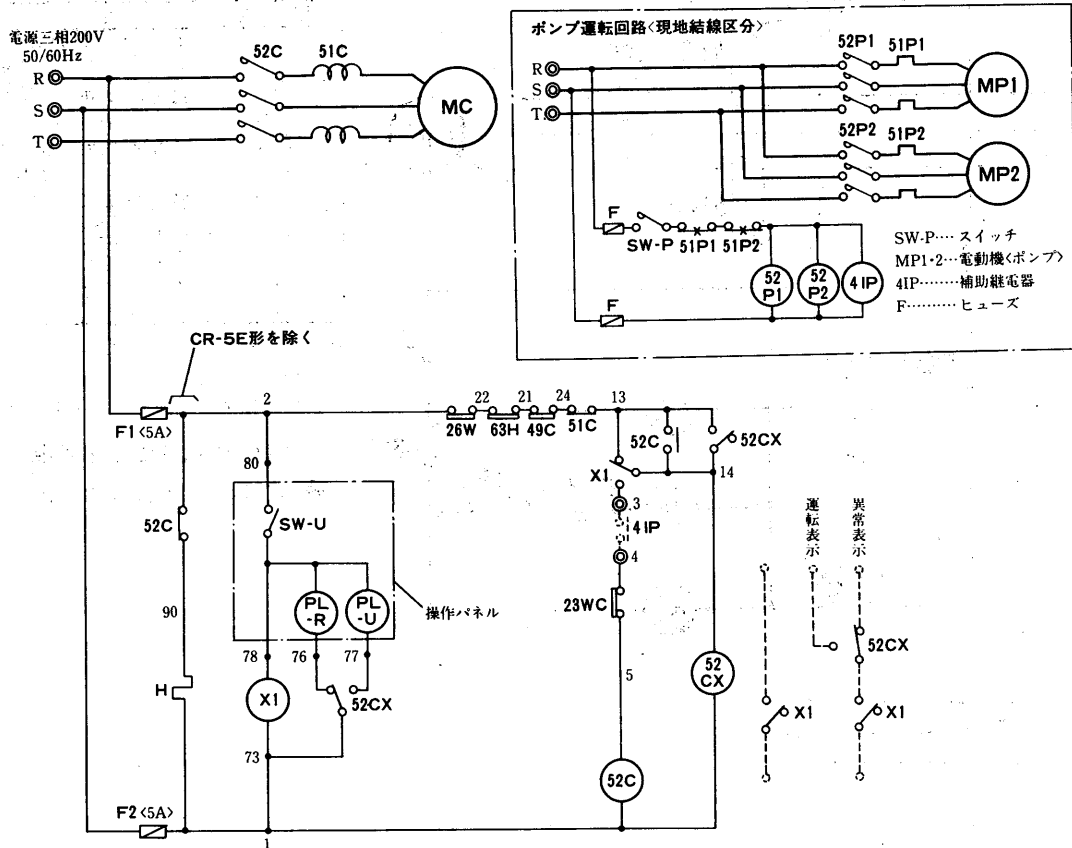 電源三相200V
50/60Hz
R
S
T
52C
51C
MC
ポンプ運転回路<現地結線区分>
R
S
T
52P1
51P1
MP1
52P2
51P2
MP2
F
SW-P
51P1
51P2
52
P1
52
P2
4IP
F
SW-P‥‥スイッチ
MP1・2‥‥電動機<ポンプ>
4IP‥‥‥‥補助継電器
F‥‥‥‥‥ヒューズ
CR-5E形を除く
F1<5A>
2
26W
22
63H
21
49C
24
51C
13
52C
52CX
14
X1
3
4IP
4
23WC
5
52C
52
CX
80
SW-U
PL
-R
PL
-U
操作パネル
78
76
77
X1
52CX
73
52C
90
H
F2<5A>
1
運転表示
異常表示
52CX
X1
X1